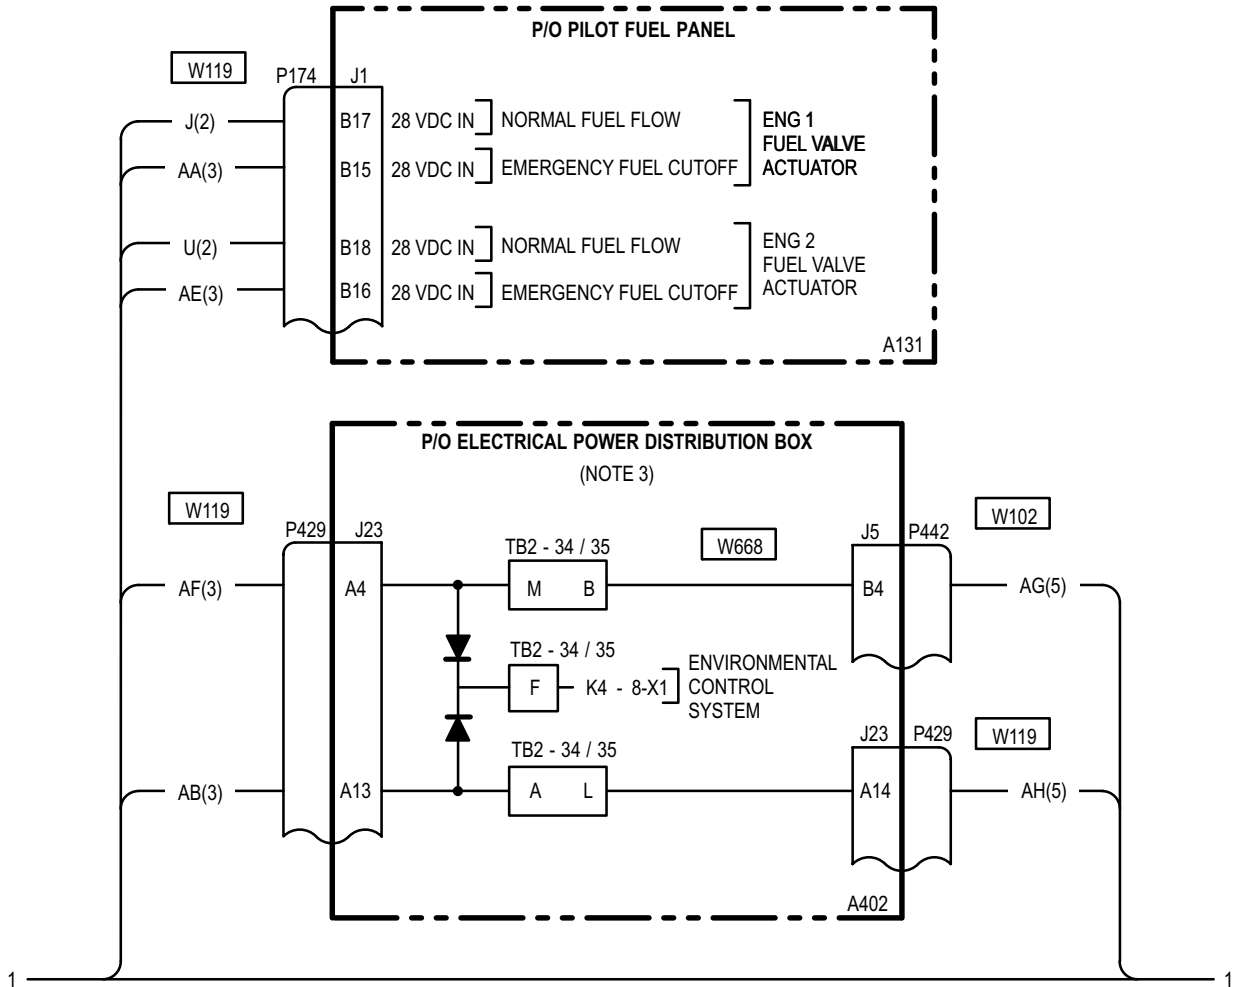 P/O PILOT FUEL PANEL
W119
P174 J1
J(2) B17 28 VDC IN NORMAL FUEL FLOW
AA(3) B15 28 VDC IN EMERGENCY FUEL CUTOFF
ENG 1
FUEL VALVE
ACTUATOR
U(2) B18 28 VDC IN NORMAL FUEL FLOW
AE(3) B16 28 VDC IN EMERGENCY FUEL CUTOFF
ENG 2
FUEL VALVE
ACTUATOR
A131
P/O ELECTRICAL POWER DISTRIBUTION BOX
(NOTE 3)
W119
P429 J23
TB2 - 34 / 35
W668
J5 P442
W102
AF(3) A4 M B B4 AG(5)
TB2 - 34 / 35
F K4 - 8-X1
ENVIRONMENTAL
CONTROL
SYSTEM
TB2 - 34 / 35
J23 P429
W119
AB(3) A13 A L A14 AH(5)
A402
1 1